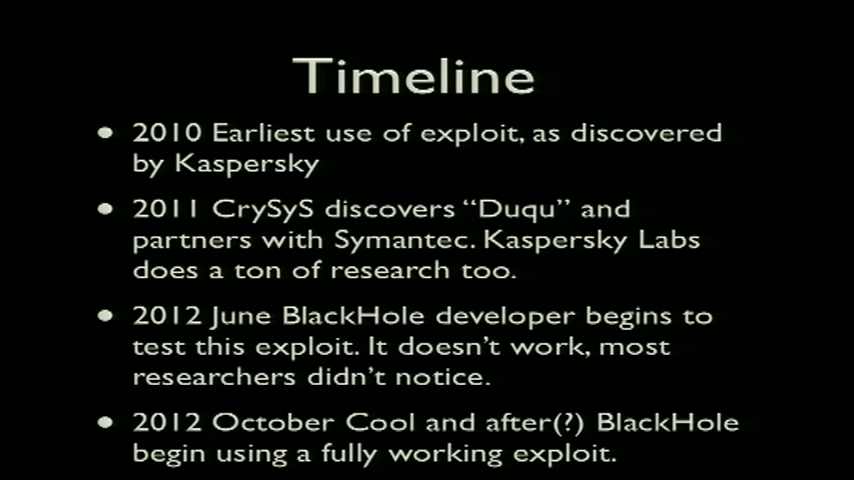 Timeline
• 2010 Earliest use of exploit, as discovered
by Kaspersky
• 2011 CrySyS discovers “Duqu” and
partners with Symantec. Kaspersky Labs
does a ton of research too.
• 2012 June BlackHole developer begins to
test this exploit. It doesn’t work, most
researchers didn’t notice.
• 2012 October Cool and after(?) BlackHole
begin using a fully working exploit.